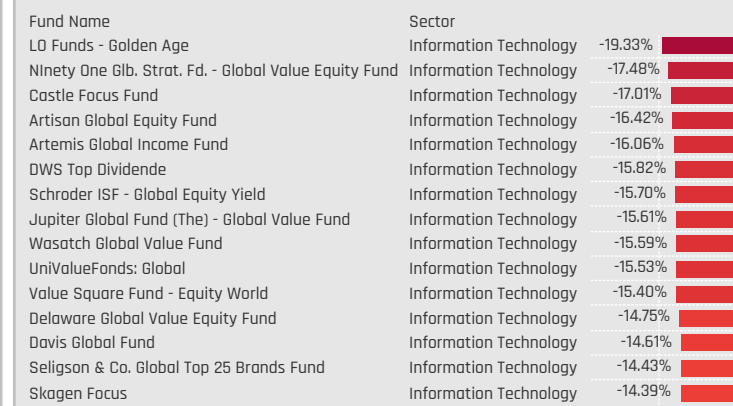 Fund Name Sector
LO Funds - Golden Age Information Technology -19.33%
NInety One Glb. Strat. Fd. - Global Value Equity Fund Information Technology -17.48%
Castle Focus Fund Information Technology -17.01%
Artisan Global Equity Fund Information Technology -16.42%
Artemis Global Income Fund Information Technology -16.06%
DWS Top Dividende Information Technology -15.82%
Schroder ISF - Global Equity Yield Information Technology -15.70%
Jupiter Global Fund (The) - Global Value Fund Information Technology -15.61%
Wasatch Global Value Fund Information Technology -15.59%
UniValueFonds: Global Information Technology -15.53%
Value Square Fund - Equity World Information Technology -15.40%
Delaware Global Value Equity Fund Information Technology -14.75%
Davis Global Fund Information Technology -14.61%
Seligson & Co. Global Top 25 Brands Fund Information Technology -14.43%
Skagen Focus Information Technology -14.39%